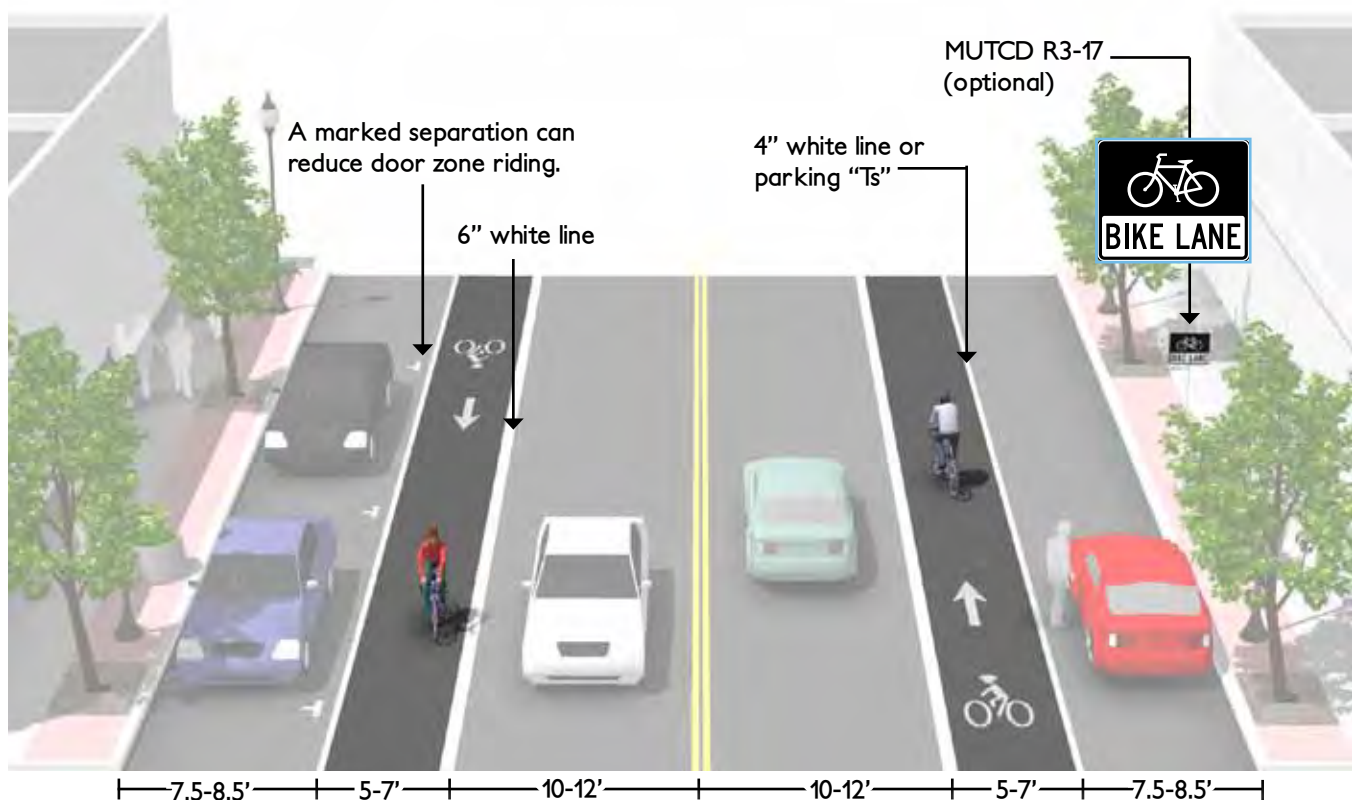 MUTCD R3-17
(optional)
A marked separation can
reduce door zone riding.
4” white line or
parking “Ts”
6” white line
BIKE LANE
BIKE LANE
7.5-8.5’
5-7’
10-12’
10-12’
5-7’
7.5-8.5’